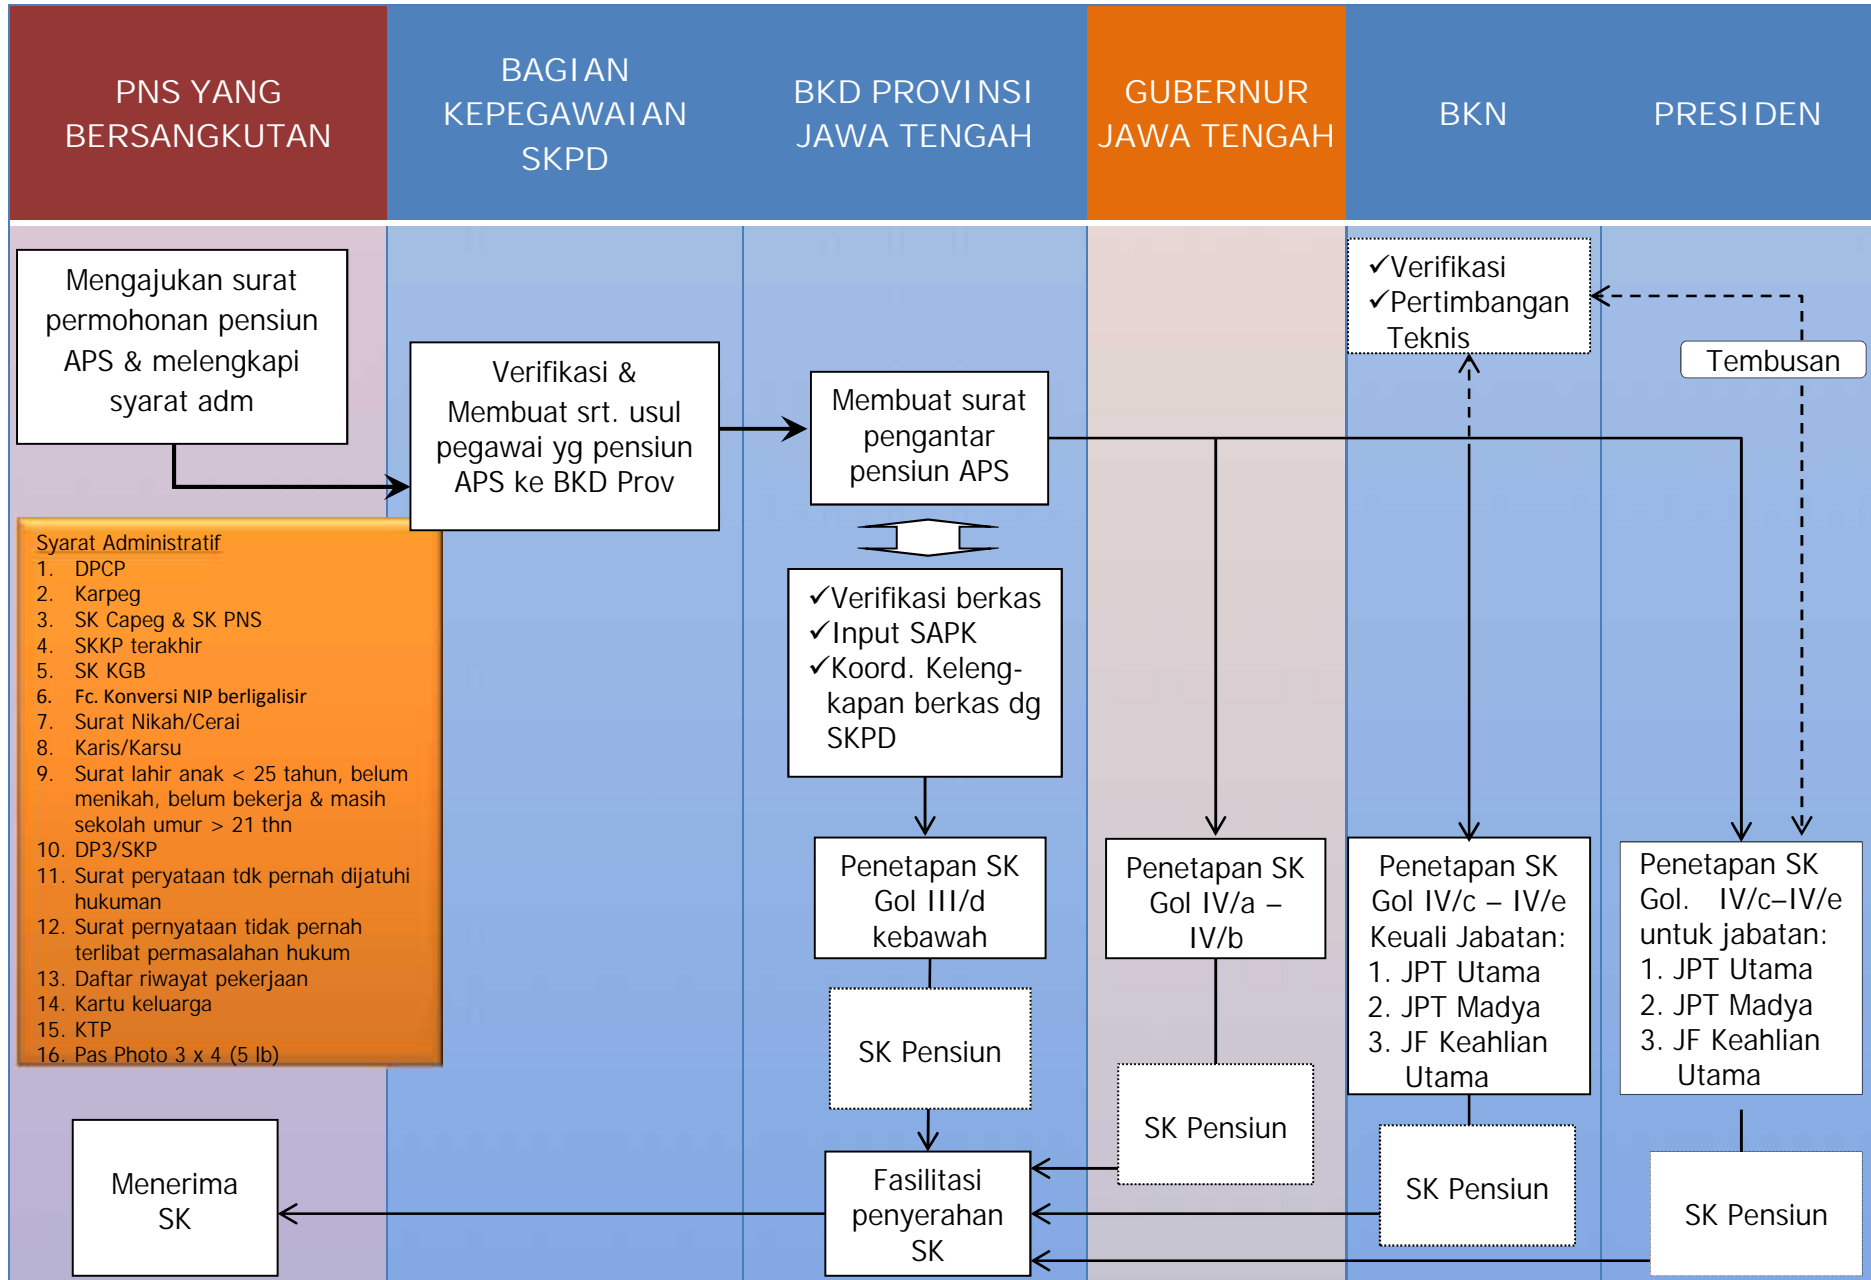 PNS YANG
BERSANGKUTAN
BAGIAN
KEPEGAWAIAN
SKPD
BKD PROVINSI
JAWA TENGAH
GUBERNUR
JAWA TENGAH
BKN
PRESIDEN
Mengajukan surat
permohonan pensiun
APS & melengkapi
syarat adm
Verifikasi &
Membuat srt. usul
pegawai yg pensiun
APS ke BKD Prov
Membuat surat
pengantar
pensiun APS
✓Verifikasi
✓Pertimbangan
Teknis
Tembusan
Syarat Administratif
1. DPCP
2. Karpeg
3. SK Capeg & SK PNS
4. SKKP terakhir
5. SK KGB
6. Fc. Konversi NIP berligalisir
7. Surat Nikah/Cerai
8. Karis/Karsu
9. Surat lahir anak < 25 tahun, belum
menikah, belum bekerja & masih
sekolah umur > 21 thn
10. DP3/SKP
11. Surat peryataan tdk pernah dijatuhi
hukuman
12. Surat pernyataan tidak pernah
terlibat permasalahan hukum
13. Daftar riwayat pekerjaan
14. Kartu keluarga
15. KTP
16. Pas Photo 3 x 4 (5 lb)
✓Verifikasi berkas
✓Input SAPK
✓Koord. Keleng-
kapan berkas dg
SKPD
Penetapan SK
Gol III/d
kebawah
Penetapan SK
Gol IV/a –
IV/b
Penetapan SK
Gol IV/c – IV/e
Keuali Jabatan:
1. JPT Utama
2. JPT Madya
3. JF Keahlian
Utama
Penetapan SK
Gol. IV/c–IV/e
untuk jabatan:
1. JPT Utama
2. JPT Madya
3. JF Keahlian
Utama
SK Pensiun
SK Pensiun
SK Pensiun
SK Pensiun
Menerima
SK
Fasilitasi
penyerahan
SK